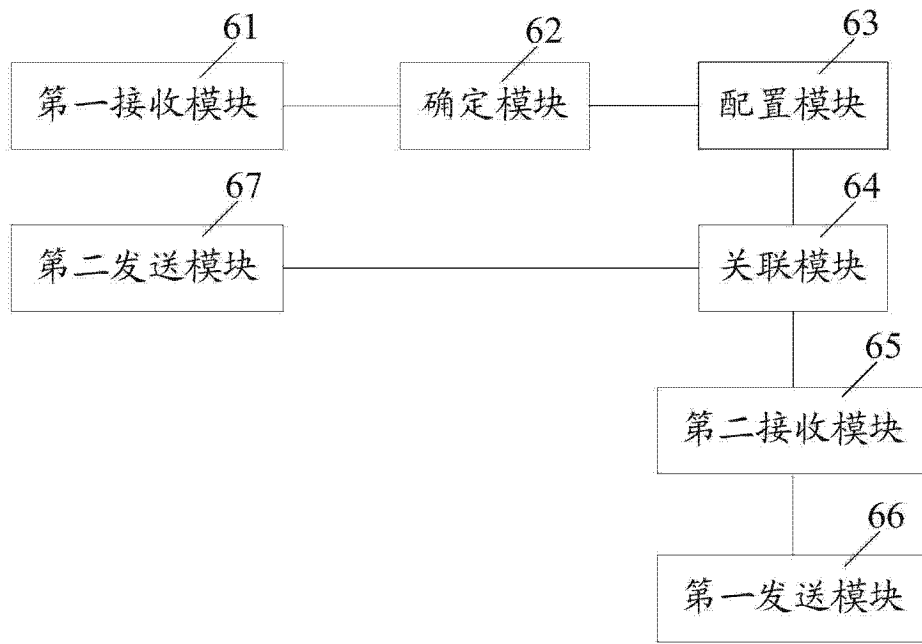 61
62
63
第一接收模块
确定模块
配置模块
67
64
第二发送模块
关联模块
65
第二接收模块
66
第一发送模块